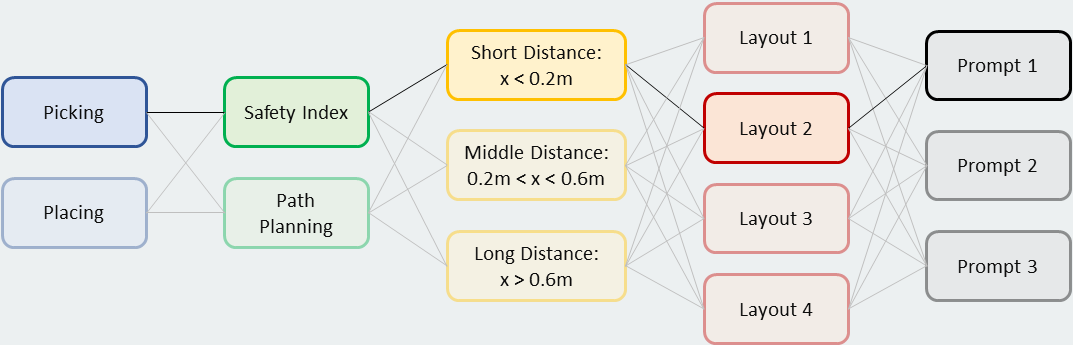 Picking
Placing
Safety Index
Path
Planning
Short Distance:
x < 0.2m
Middle Distance:
0.2m < x < 0.6m
Long Distance:
x > 0.6m
Layout 1
Layout 2
Layout 3
Layout 4
Prompt 1
Prompt 2
Prompt 3